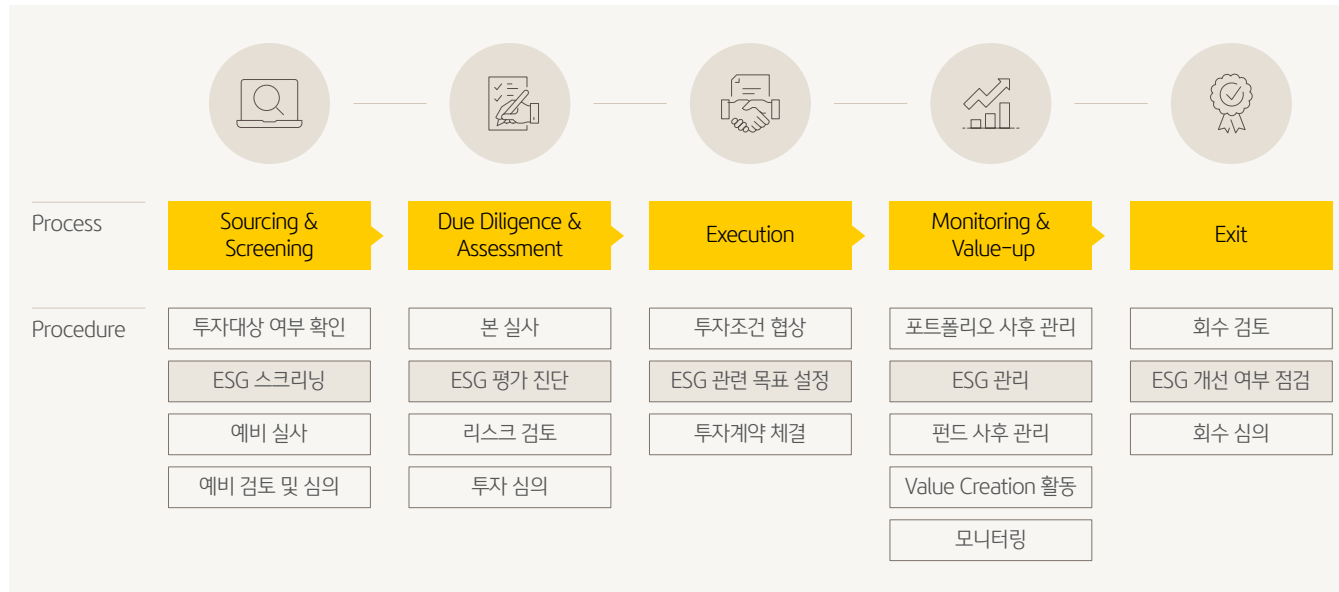 Process
Sourcing &
Screening
Due Diligence &
Assessment
Execution
Monitoring &
Value-up
Exit
Procedure
투자대상 여부 확인
ESG 스크리닝
예비 실사
예비 검토 및 심의
본 실사
ESG 평가 진단
리스크 검토
투자 심의
투자조건 협상
ESG 관련 목표 설정
투자계약 체결
포트폴리오 사후 관리
ESG 관리
펀드 사후 관리
Value Creation 활동
모니터링
회수 검토
ESG 개선 여부 점검
회수 심의